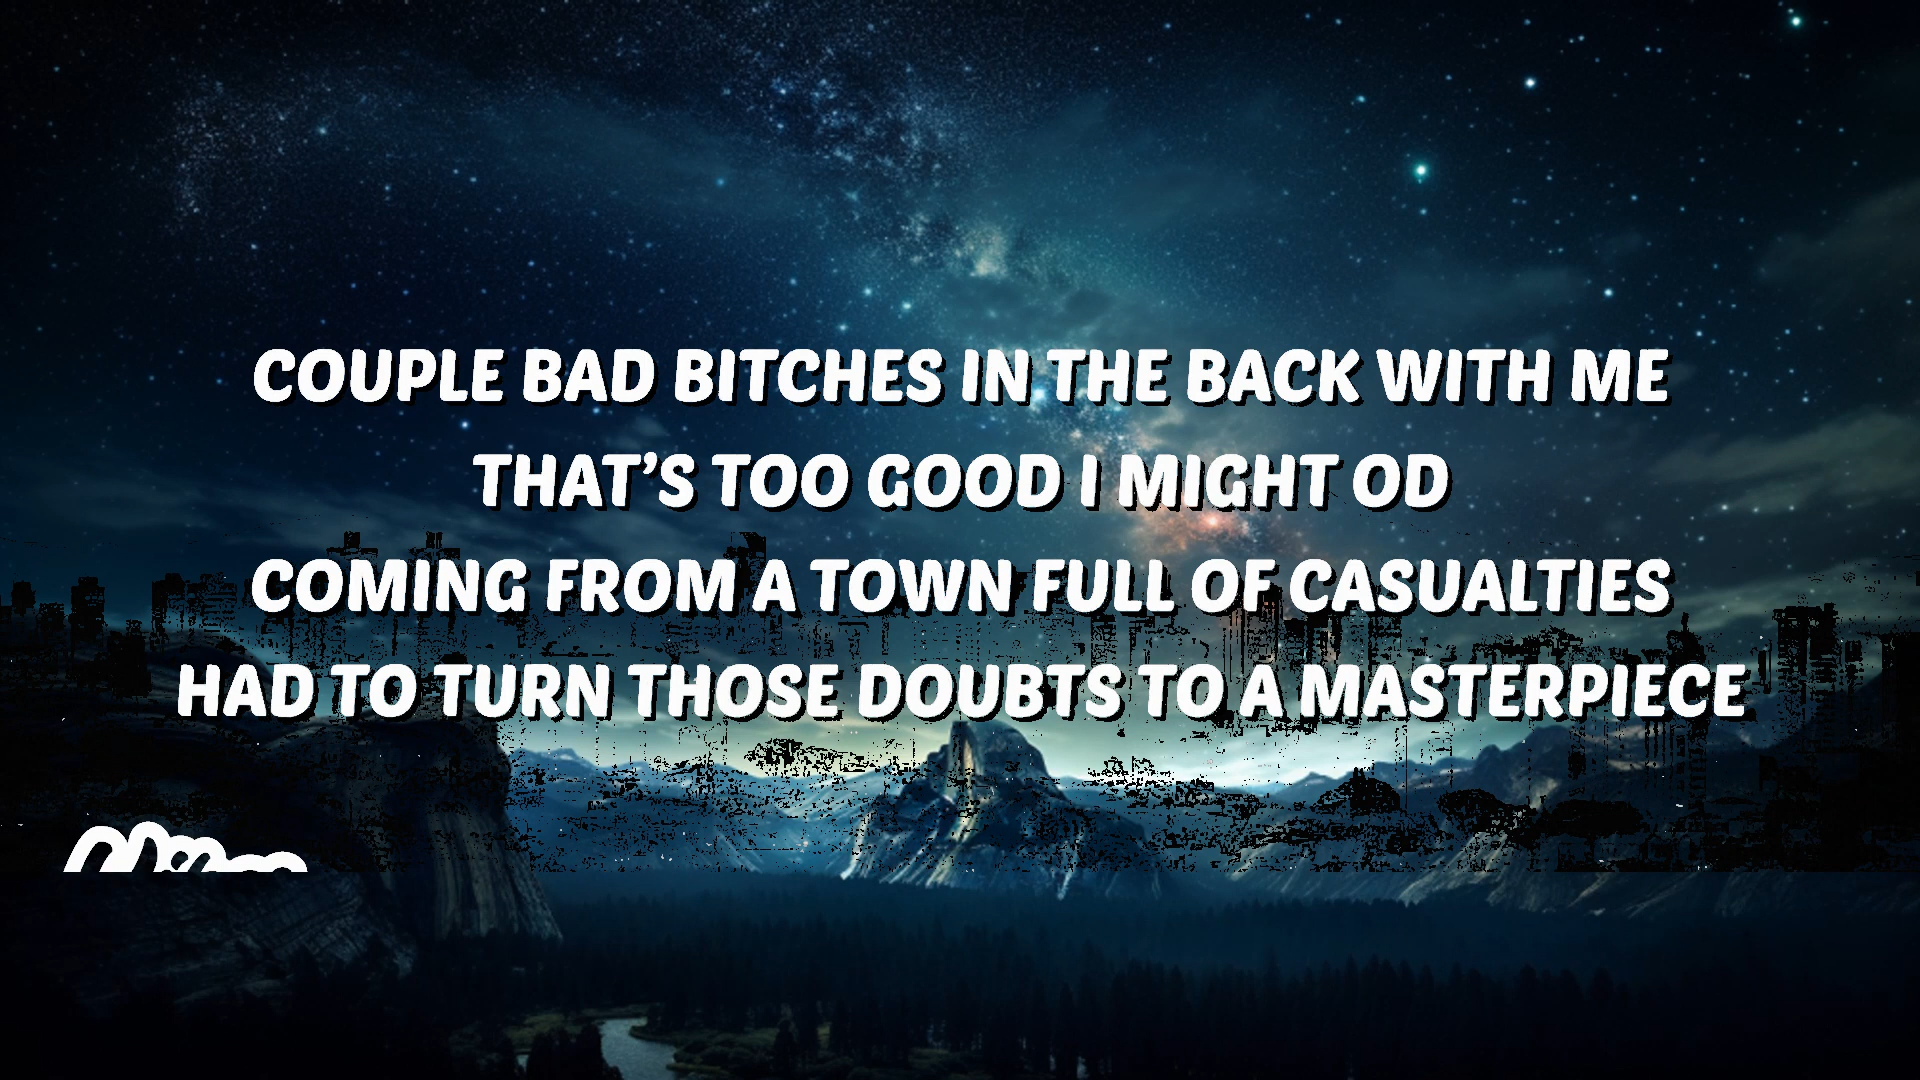 COUPLE BAD BITCHES IN THE BACK WITH ME
THAT’S TOO GOOD I MIGHT OD
COMING FROM A TOWN FULL OF CASUALTIES
HAD TO TURN THOSE DOUBTS TO A MASTERPIECE